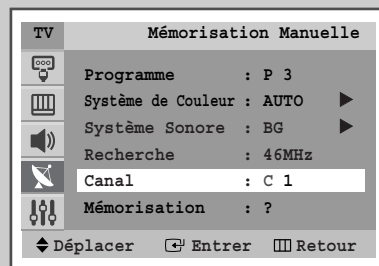 TV Mémorisation Manuelle
Programme : P 3
Système de Couleur : AUTO ▶
Système Sonore : BG ▶
Recherche : 46MHz
Canal : C 1
Mémorisation : ?
Déplacer Entrer Retour